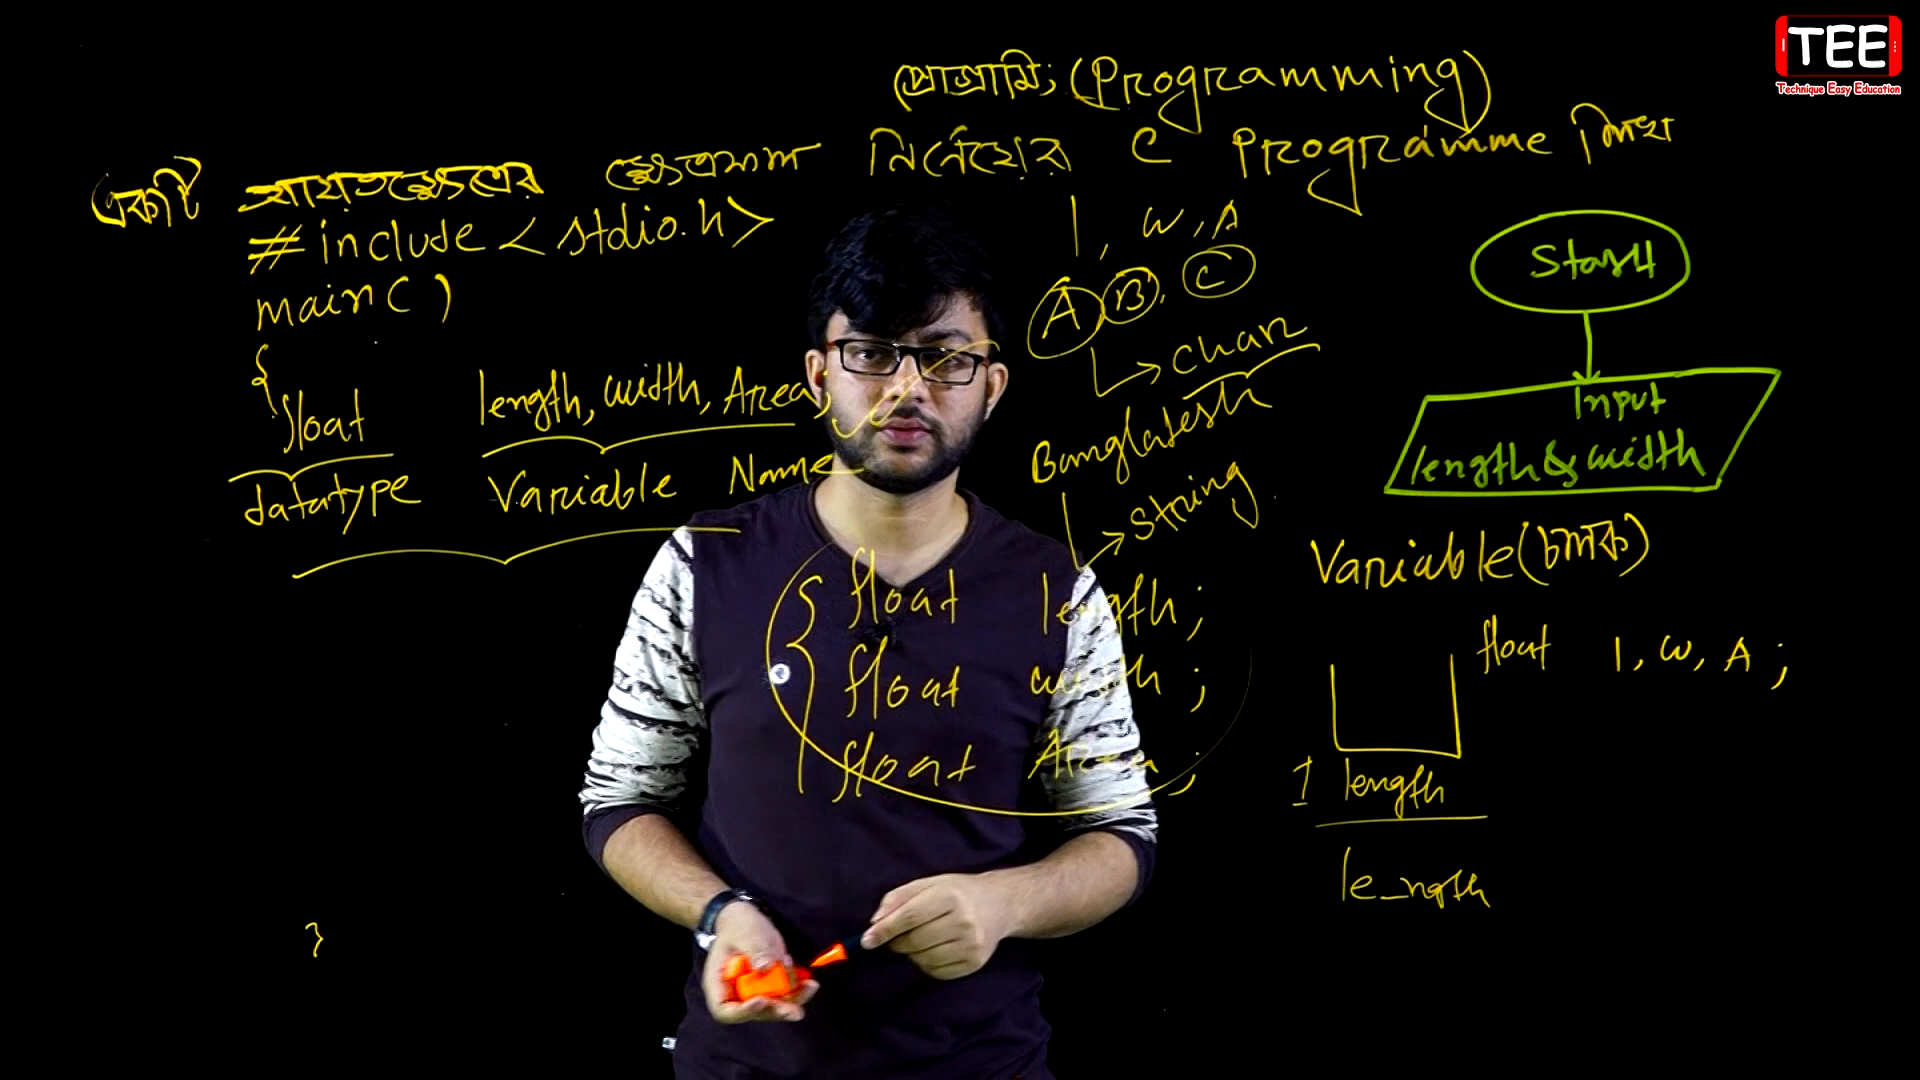 TEE
Technique Easy Education
(Programming)
একটি আয়তক্ষেত্রের ক্ষেত্রফল নির্ণয়ের C Programme লিখ
#include <stdio.h>
main()
{
float length, width, Area;
datatype Variable Name
l, w, A
A B, C
char
Bangladesh
String
{ float length;
float width;
float Area;
}
Start
Input
length & width
Variable (চলক)
float l, w, A;
1 length
le_ngth